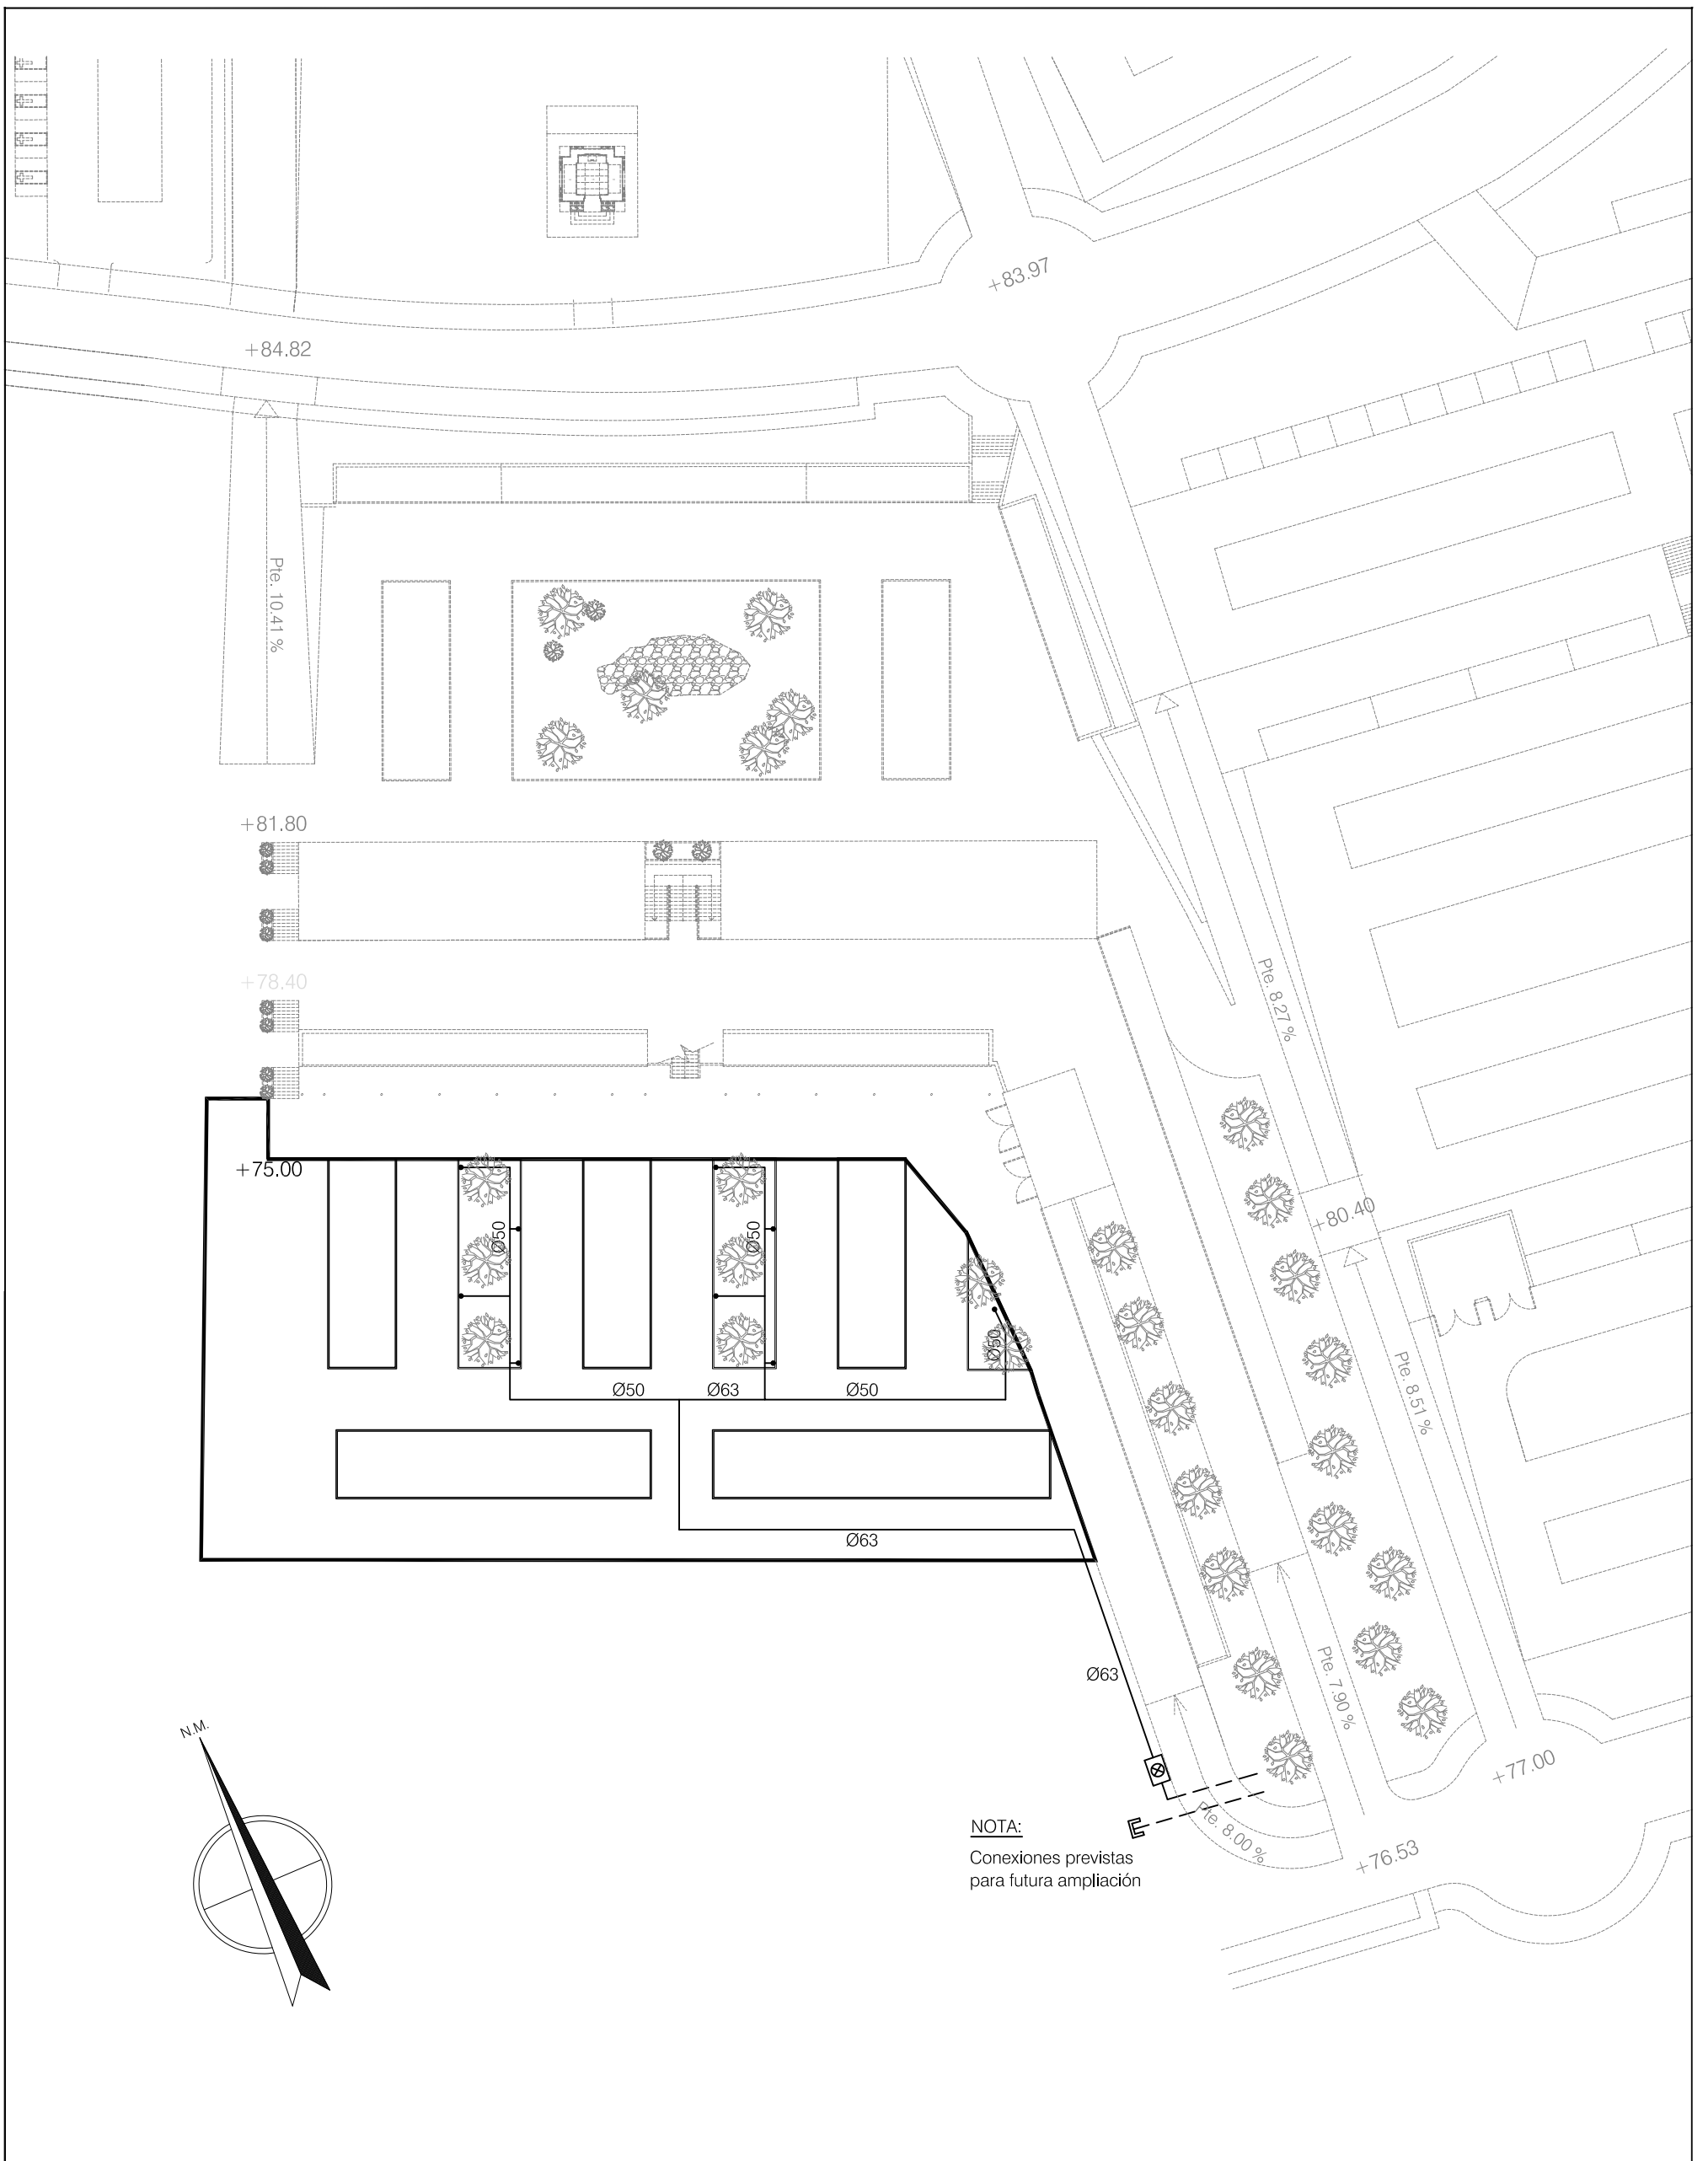 +83.97
+84.82
Pte. 10.41 %
+81.80
+78.40
Pte. 8.27 %
+75.00
+80.40
Ø50
Ø50
Ø50
Ø50
Ø63
Ø50
Pte. 8.51 %
Ø63
Ø63
Pte. 7.90 %
N.M.
+77.00
NOTA:
Pte. 8.00 %
Conexiones previstas
para futura ampliación
+76.53